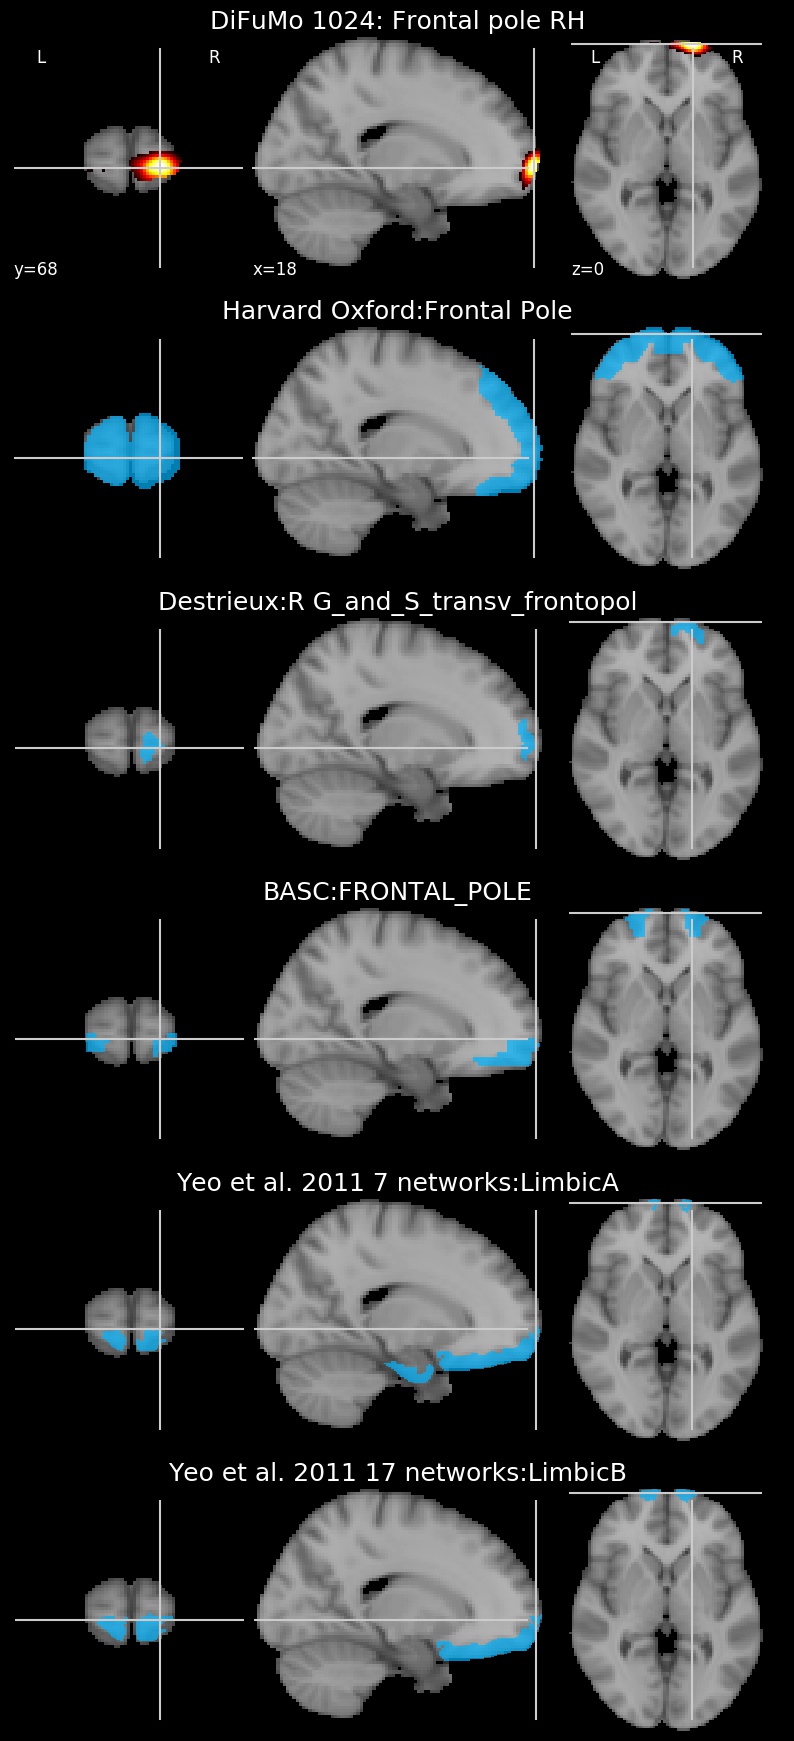 DiFuMo 1024: Frontal pole RH
L R L R
y=68 x=18 z=0
Harvard Oxford:Frontal Pole
Destrieux:R G_and_S_transv_frontopol
BASC:FRONTAL_POLE
Yeo et al. 2011 7 networks:LimbicA
Yeo et al. 2011 17 networks:LimbicB